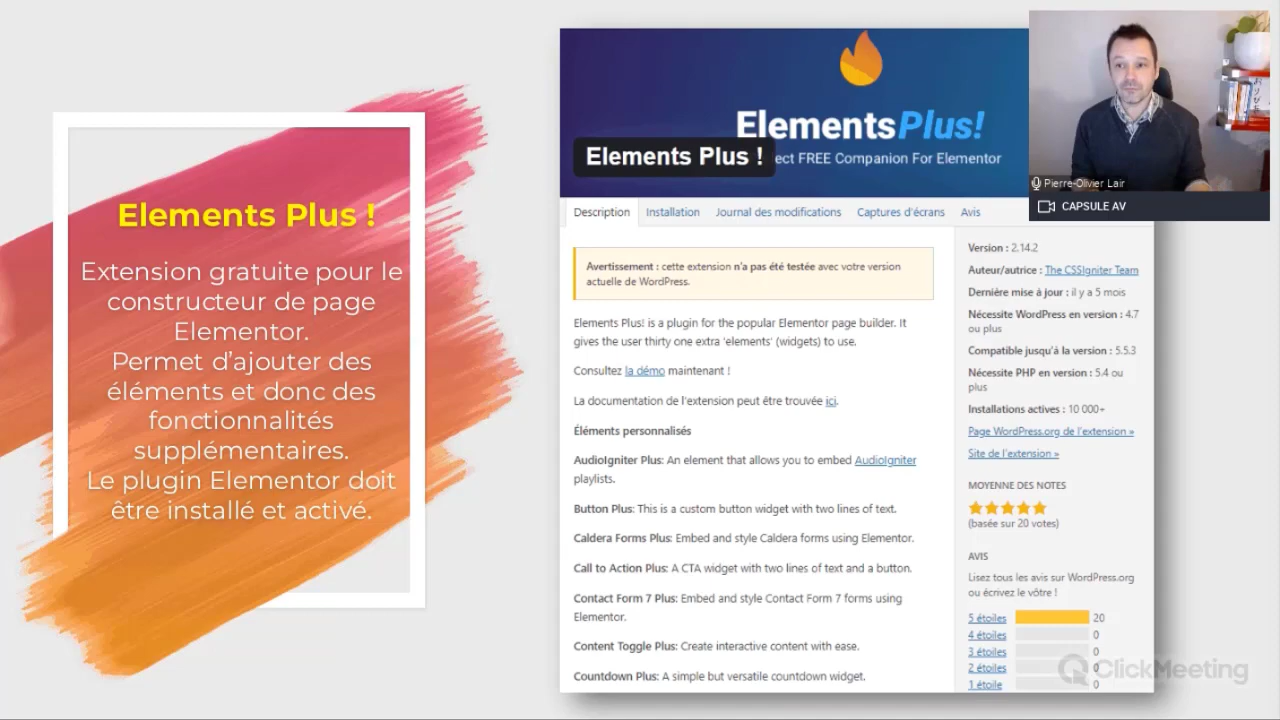 Elements Plus !
Extension gratuite pour le
constructeur de page
Elementor.
Permet d’ajouter des
éléments et donc des
fonctionnalités
supplémentaires.
Le plugin Elementor doit
être installé et activé.
Elements Plus!
Elements Plus !
FREE Companion For Elementor
Description
Installation
Journal des modifications
Captures d'écrans
Avis
Avertissement : cette extension n'a pas été testée avec votre version
actuelle de WordPress.
Elements Plus! is a plugin for the popular Elementor page builder. It
gives the user thirty one extra 'elements' (widgets) to use.
Consultez la démo maintenant !
La documentation de l'extension peut être trouvée ici.
Éléments personnalisés
AudioIgniter Plus: An element that allows you to embed AudioIgniter
playlists.
Button Plus: This is a custom button widget with two lines of text.
Caldera Forms Plus: Embed and style Caldera forms using Elementor.
Call to Action Plus: A CTA widget with two lines of text and a button.
Contact Form 7 Plus: Embed and style Contact Form 7 forms using
Elementor.
Content Toggle Plus: Create interactive content with ease.
Countdown Plus: A simple but versatile countdown widget.
Version : 2.14.2
Auteur/autrice : The CSSIgniter Team
Dernière mise à jour : il y a 5 mois
Nécessite WordPress en version : 4.7
ou plus
Compatible jusqu'à la version : 5.5.3
Nécessite PHP en version : 5.4 ou
plus
Installations actives : 10 000+
Page WordPress.org de l'extension »
Site de l'extension »
MOYENNE DES NOTES
(basée sur 20 votes)
AVIS
Lisez tous les avis sur WordPress.org
ou écrivez le vôtre !
5 étoiles 20
4 étoiles 0
3 étoiles 0
2 étoiles 0
1 étoile 0
Pierre-Olivier Lair
CAPSULE AV
ClickMeeting